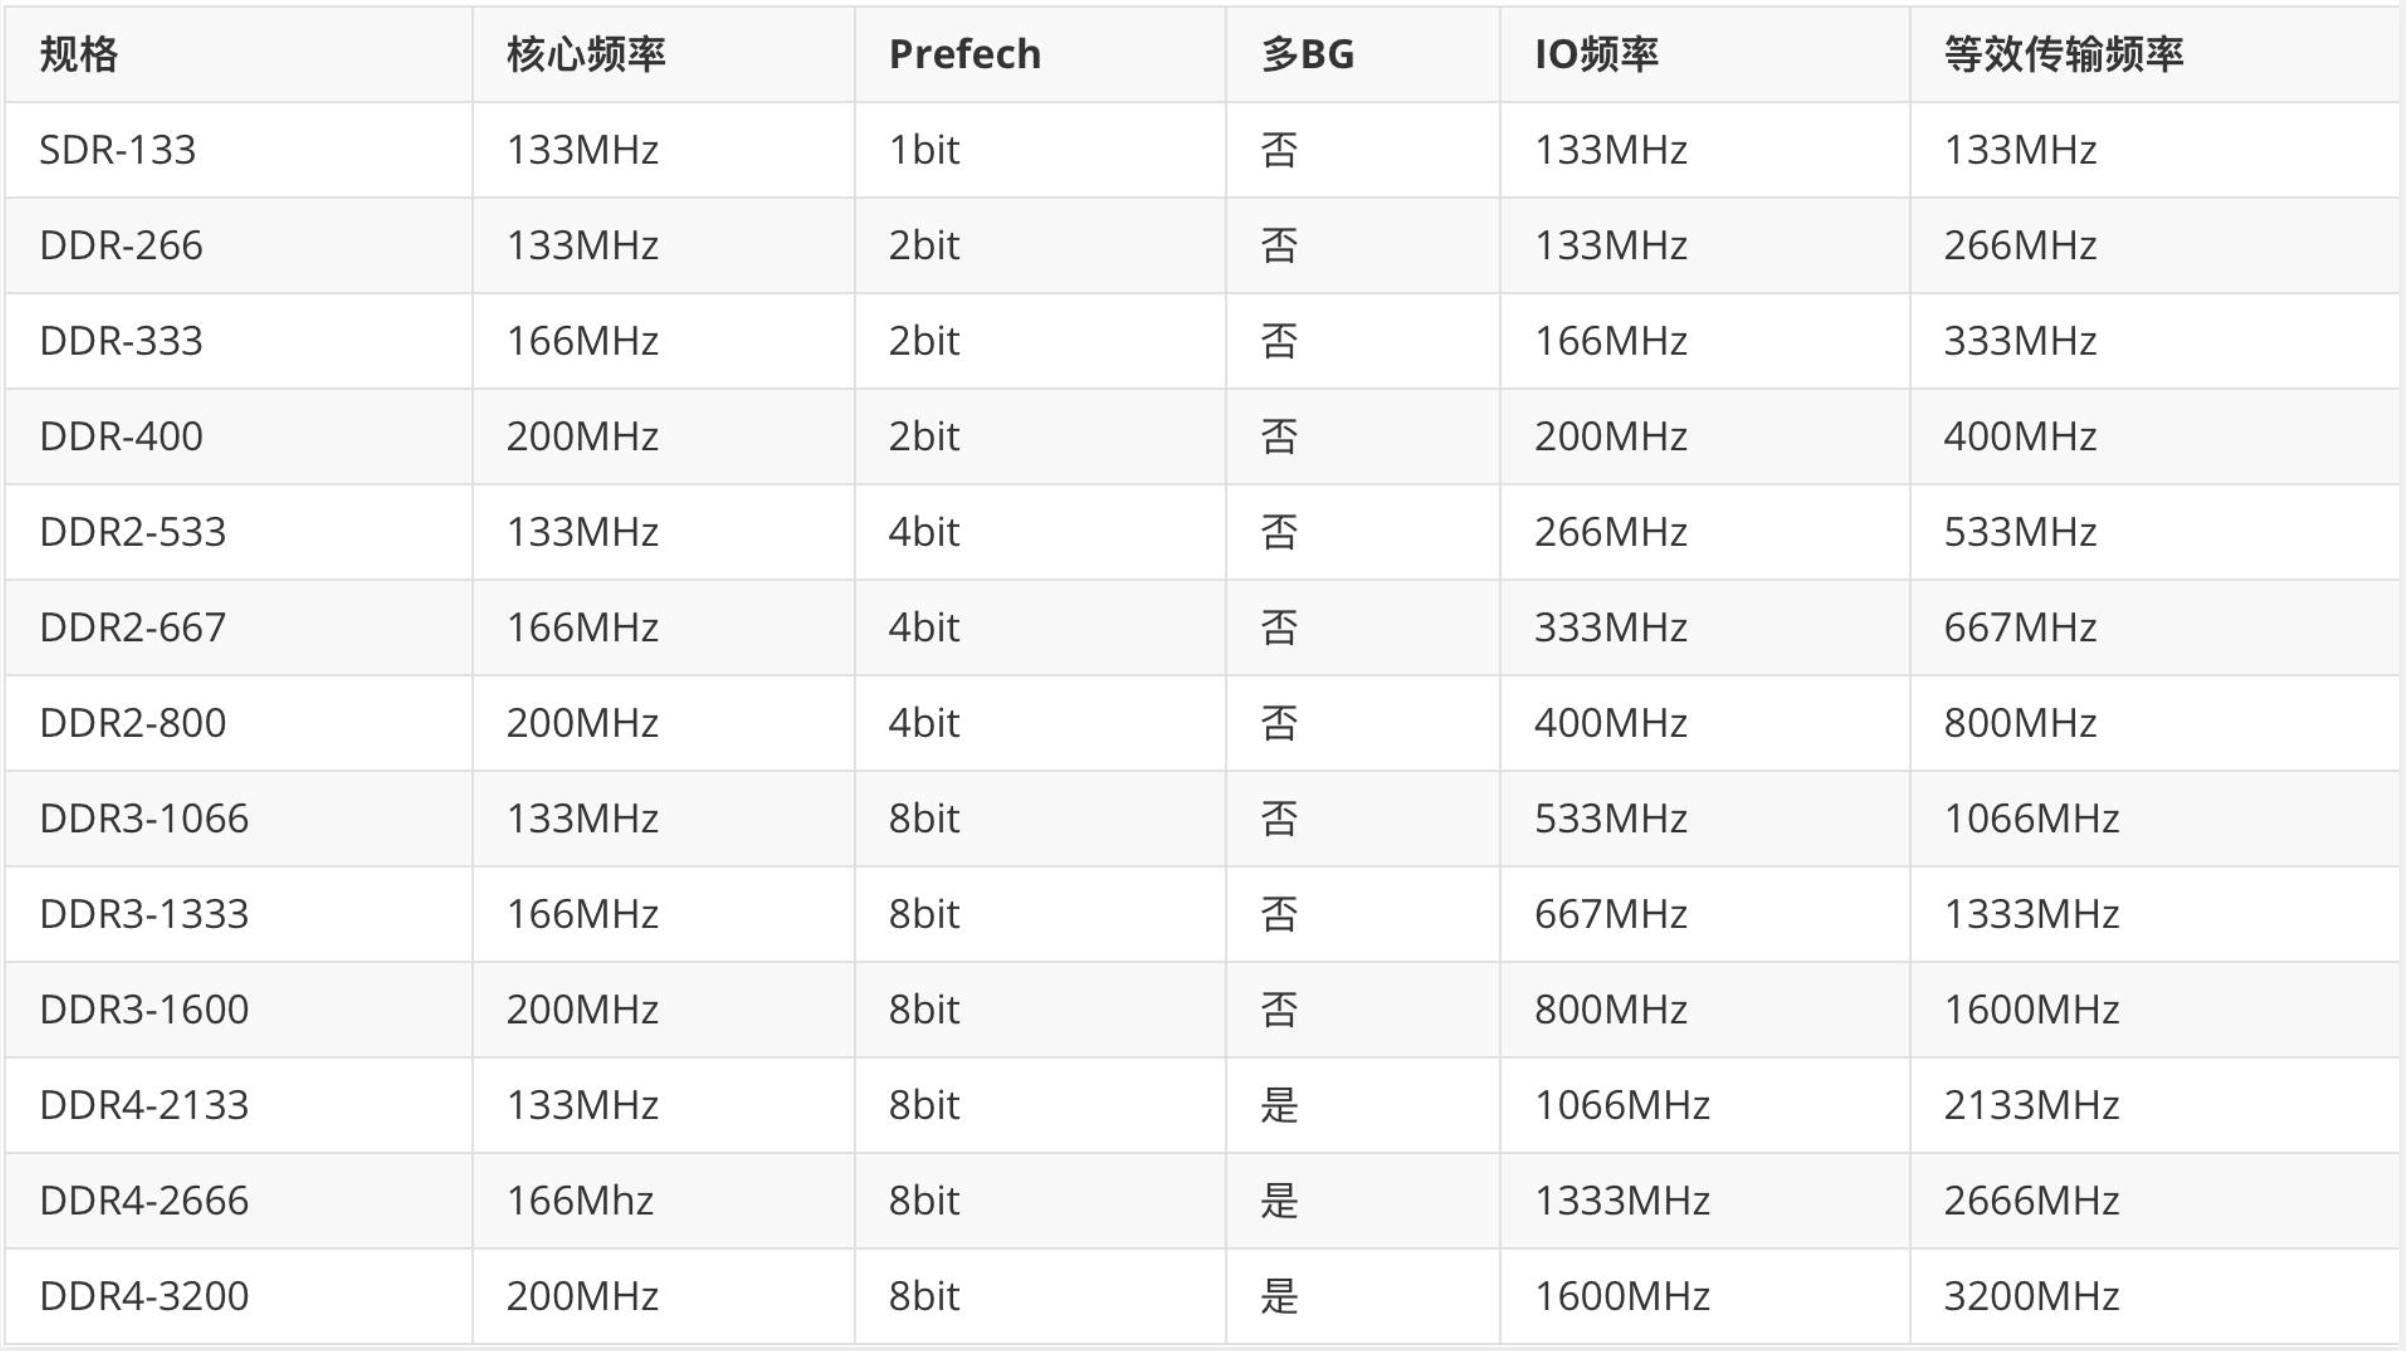 规格 核心频率 Prefech 多BG IO频率 等效传输频率
SDR-133 133MHz 1bit 否 133MHz 133MHz
DDR-266 133MHz 2bit 否 133MHz 266MHz
DDR-333 166MHz 2bit 否 166MHz 333MHz
DDR-400 200MHz 2bit 否 200MHz 400MHz
DDR2-533 133MHz 4bit 否 266MHz 533MHz
DDR2-667 166MHz 4bit 否 333MHz 667MHz
DDR2-800 200MHz 4bit 否 400MHz 800MHz
DDR3-1066 133MHz 8bit 否 533MHz 1066MHz
DDR3-1333 166MHz 8bit 否 667MHz 1333MHz
DDR3-1600 200MHz 8bit 否 800MHz 1600MHz
DDR4-2133 133MHz 8bit 是 1066MHz 2133MHz
DDR4-2666 166Mhz 8bit 是 1333MHz 2666MHz
DDR4-3200 200MHz 8bit 是 1600MHz 3200MHz